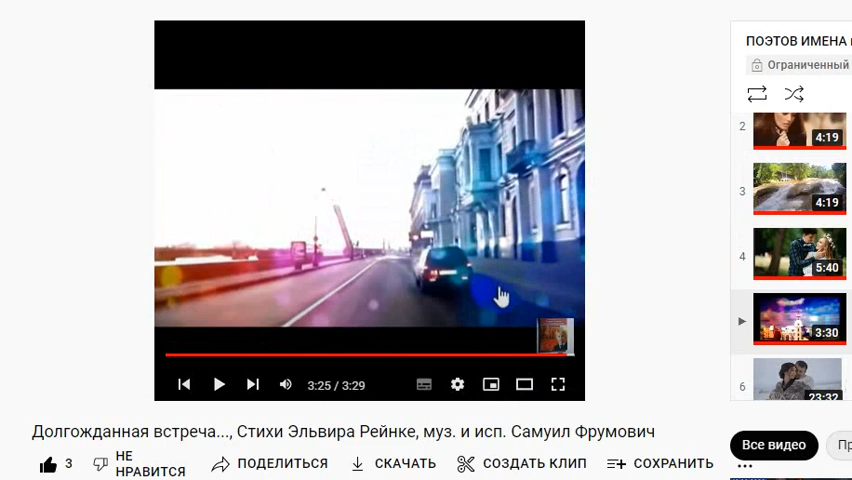 ПОЭТОВ ИМЕНА
Ограниченный
2
4:19
3
4:19
4
5:40
3:30
6
23:32
3:25 / 3:29
Долгожданная встреча..., Стихи Эльвира Рейнке, муз. и исп. Самуил Фрумович
3
НЕ НРАВИТСЯ
ПОДЕЛИТЬСЯ
СКАЧАТЬ
СОЗДАТЬ КЛИП
СОХРАНИТЬ
...
Все видео